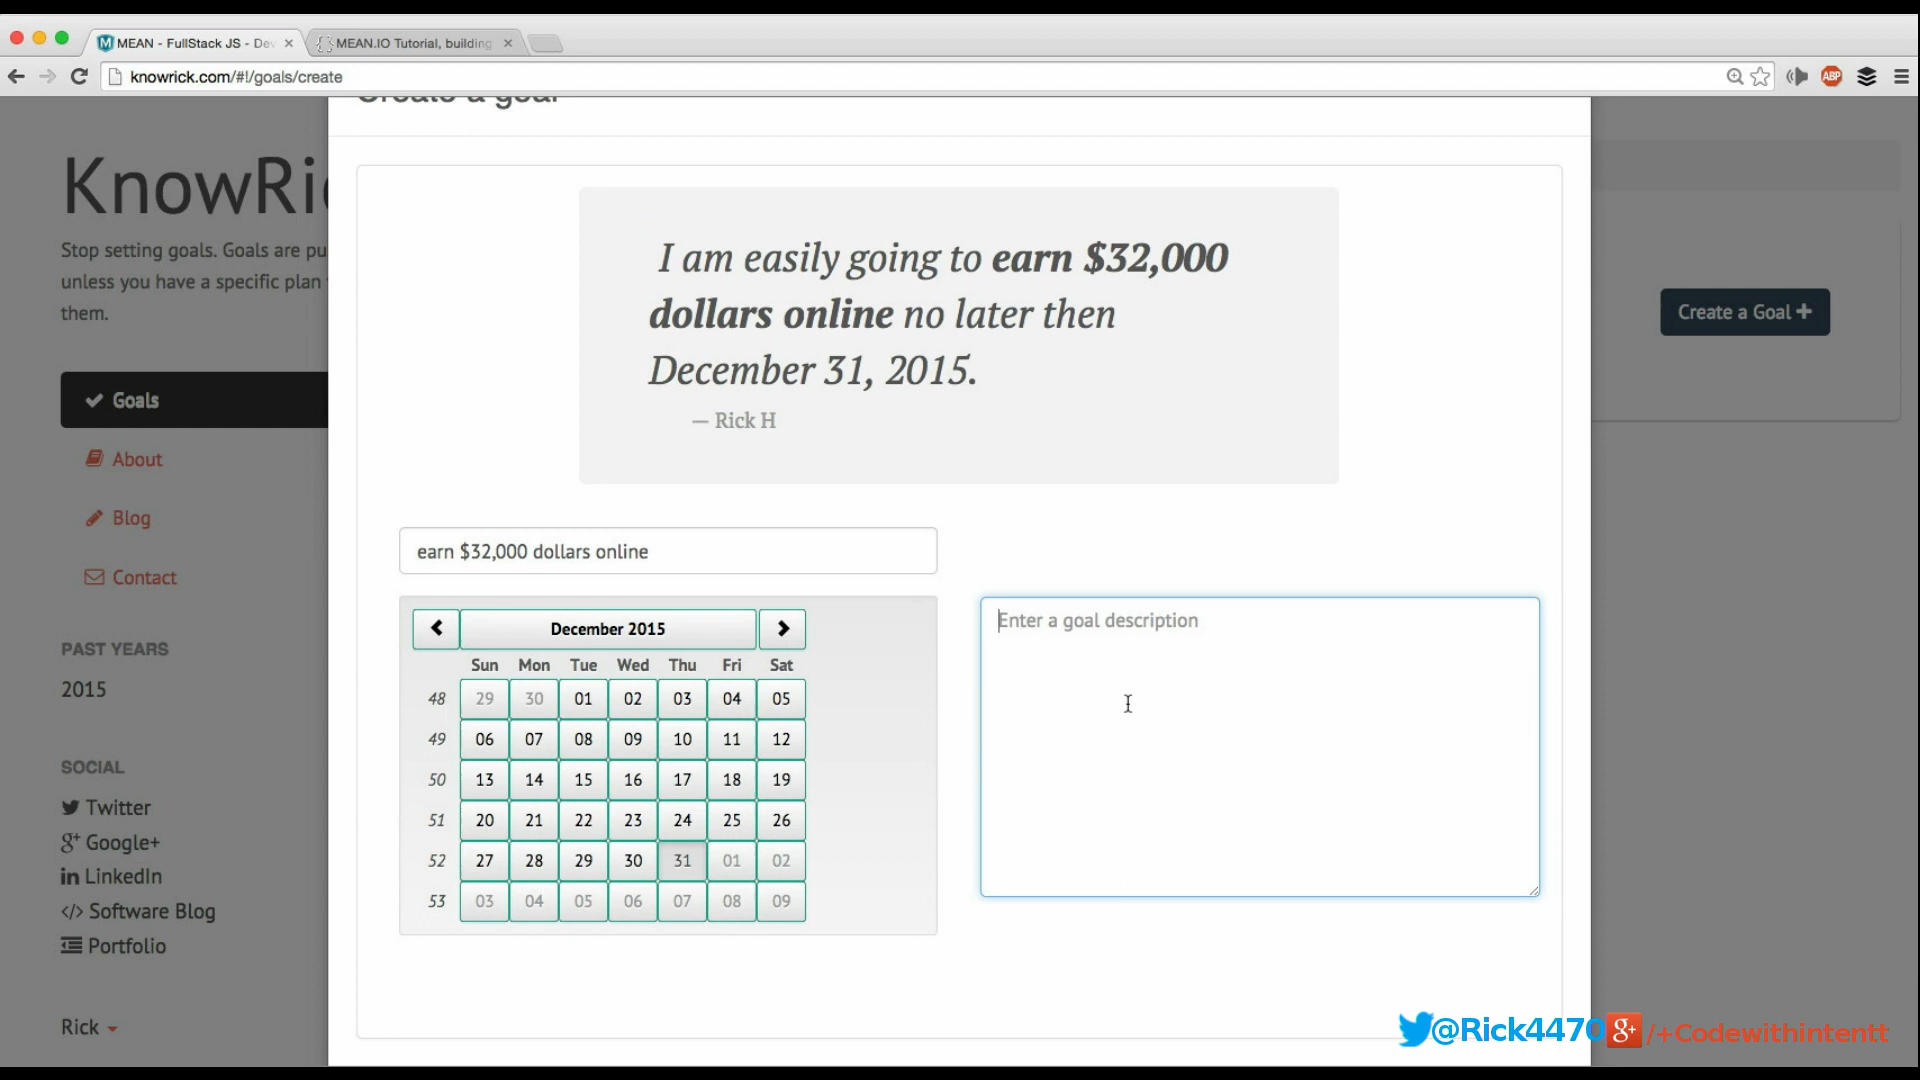 MEAN - FullStack JS - Dev
MEAN.IO Tutorial, building
knowrick.com/#!/goals/create
ABP
Create a goal
KnowRic
Stop setting goals. Goals are pu
unless you have a specific plan
them.
Goals
About
Blog
Contact
PAST YEARS
2015
SOCIAL
Twitter
Google+
LinkedIn
Software Blog
Portfolio
Rick
I am easily going to earn $32,000
dollars online no later then
December 31, 2015.
— Rick H
Create a Goal
earn $32,000 dollars online
December 2015
Sun Mon Tue Wed Thu Fri Sat
48 29 30 01 02 03 04 05
49 06 07 08 09 10 11 12
50 13 14 15 16 17 18 19
51 20 21 22 23 24 25 26
52 27 28 29 30 31 01 02
53 03 04 05 06 07 08 09
Enter a goal description
@Rick4470 g+ /+Codewithintentt